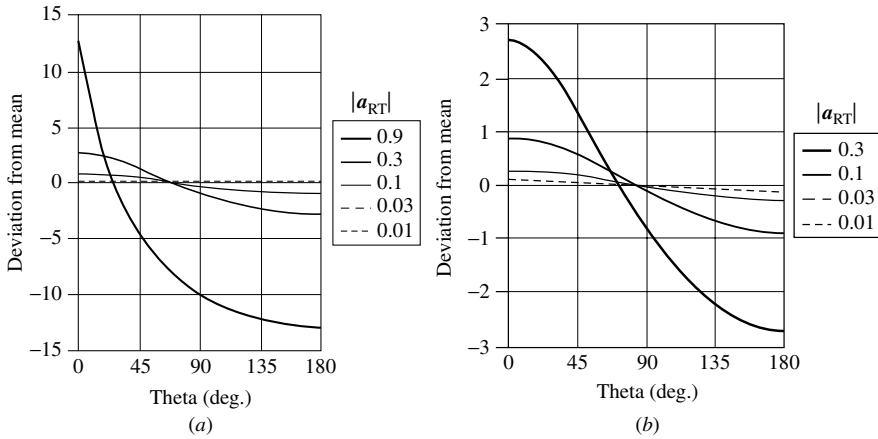 15
10
5
0
−5
−10
−15
Deviation from mean
0 45 90 135 180
Theta (deg.)
(a)
|a_RT|
0.9
0.3
0.1
0.03
0.01
3
2
1
0
−1
−2
−3
Deviation from mean
0 45 90 135 180
Theta (deg.)
(b)
|a_RT|
0.3
0.1
0.03
0.01